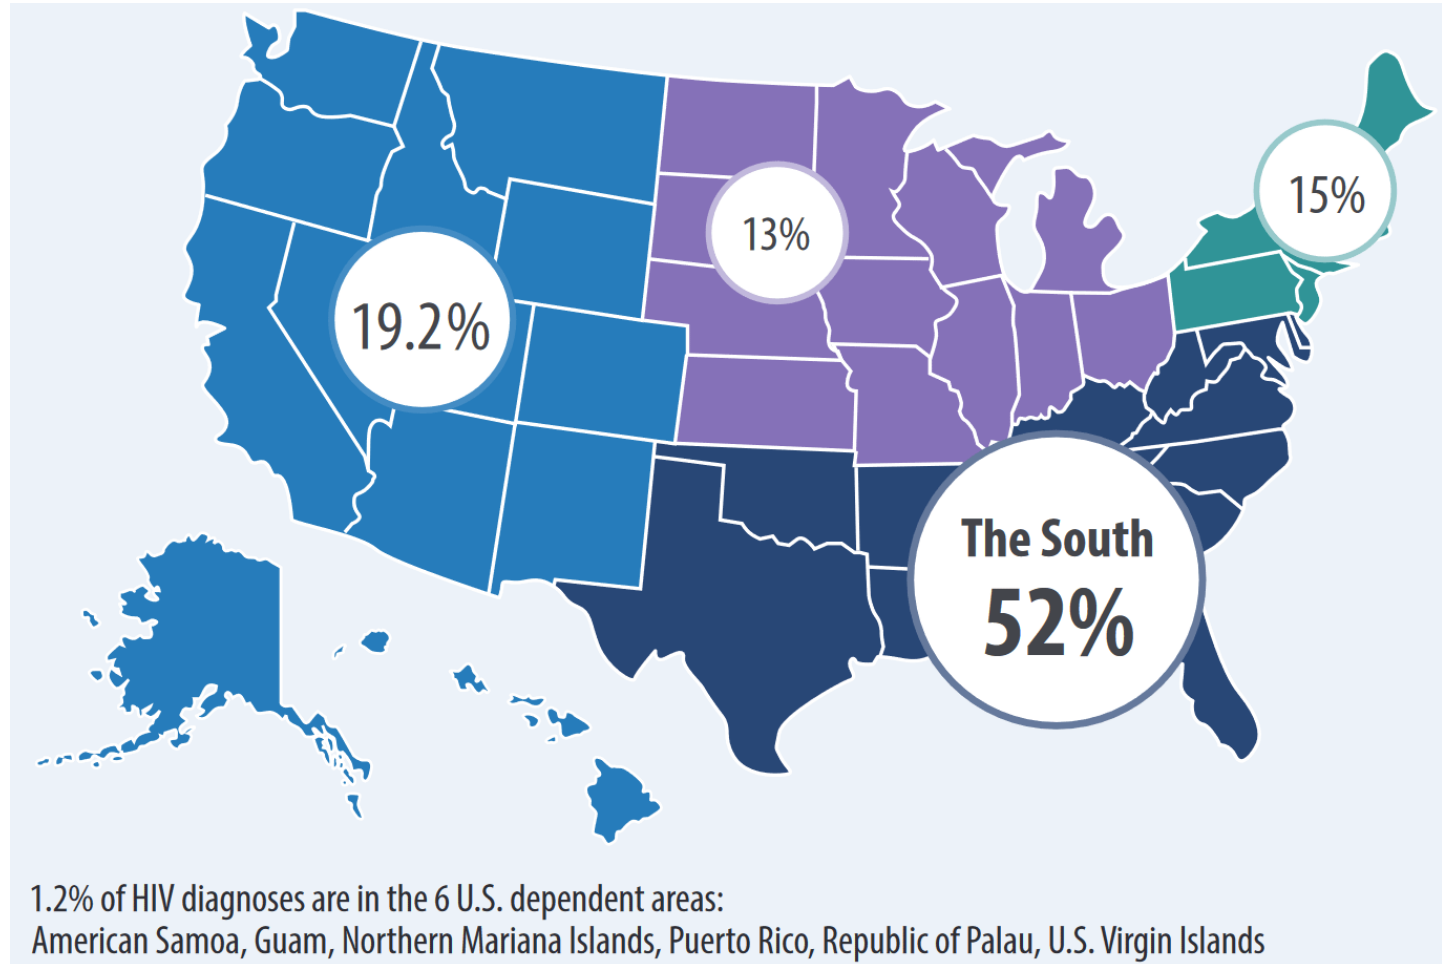 15%
13%
19.2%
The South
52%
1.2% of HIV diagnoses are in the 6 U.S. dependent areas:
American Samoa, Guam, Northern Mariana Islands, Puerto Rico, Republic of Palau, U.S. Virgin Islands